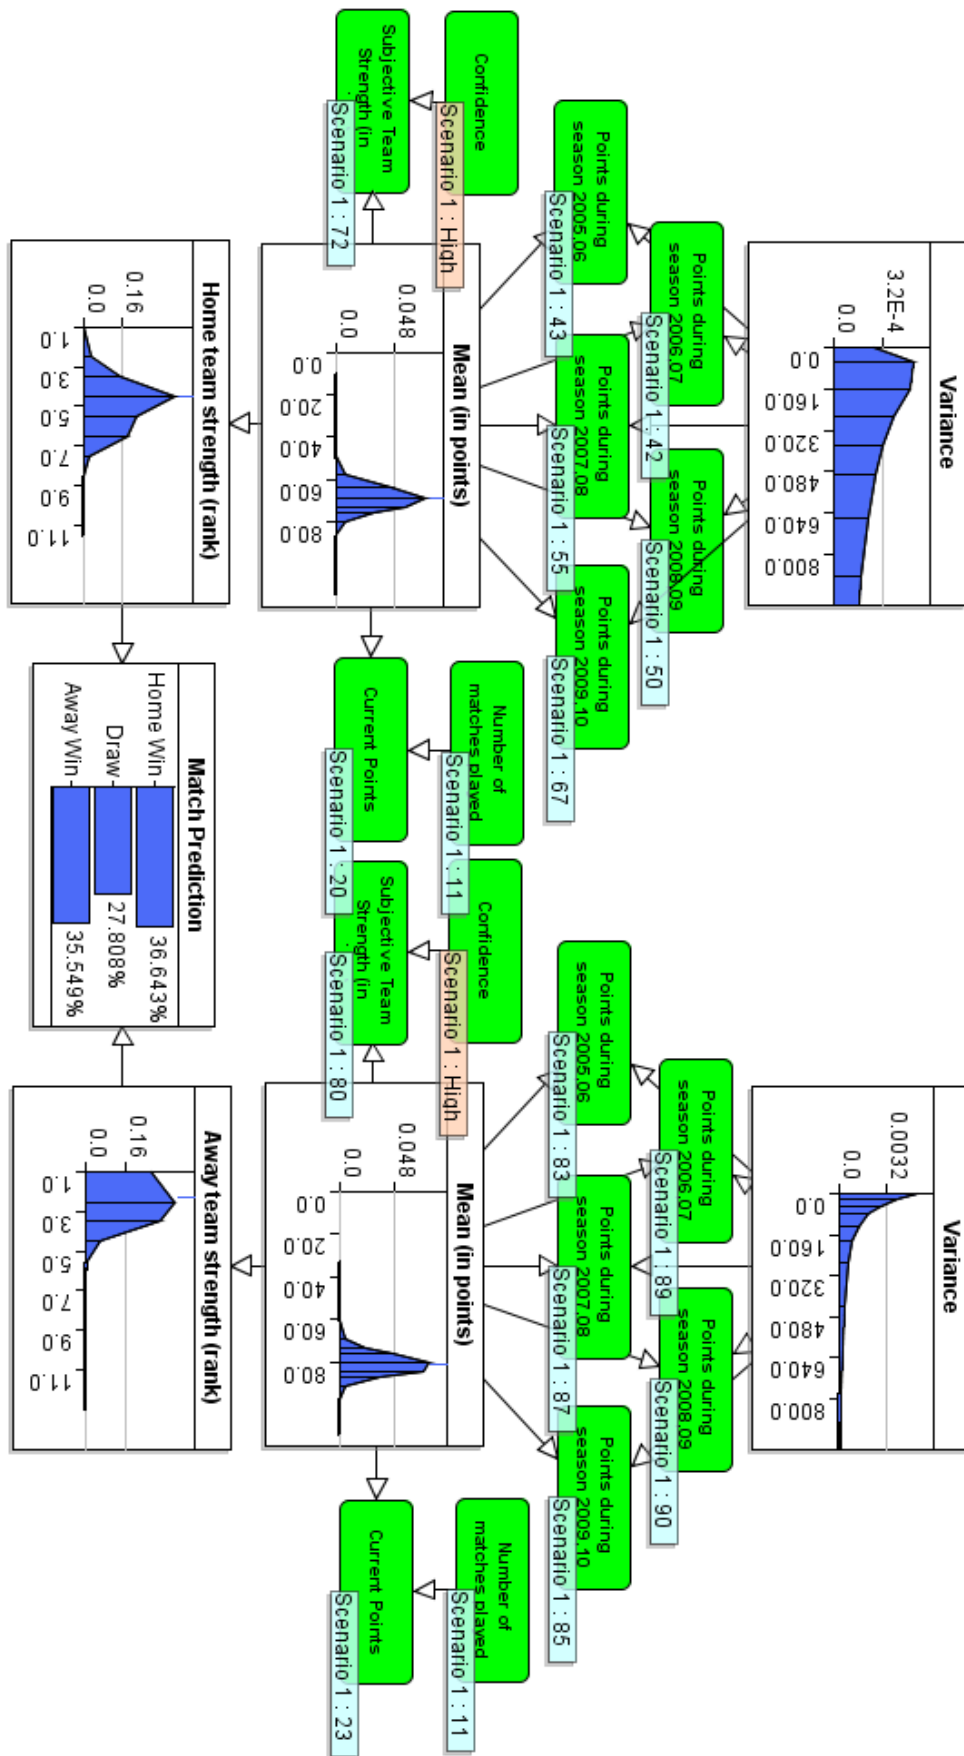 Variance
3.2E-4
0.0
0.0
160.0
320.0
480.0
640.0
800.0
Variance
0.0032
0.0
0.0
160.0
320.0
480.0
640.0
800.0
Points during
season 2006.07
Scenario 1 : 42
Points during
season 2008.09
Scenario 1 : 50
Points during
season 2006.07
Scenario 1 : 89
Points during
season 2008.09
Scenario 1 : 90
Points during
season 2005.06
Scenario 1 : 43
Points during
season 2007.08
Scenario 1 : 55
Points during
season 2009.10
Scenario 1 : 67
Points during
season 2005.06
Scenario 1 : 83
Points during
season 2007.08
Scenario 1 : 87
Points during
season 2009.10
Scenario 1 : 85
Confidence
Scenario 1 : High
Mean (in points)
0.048
0.0
0.0
20.0
40.0
60.0
80.0
Number of
matches played
Scenario 1 : 11
Confidence
Scenario 1 : High
Mean (in points)
0.048
0.0
0.0
20.0
40.0
60.0
80.0
Number of
matches played
Scenario 1 : 11
Subjective Team
Strength (in
Scenario 1 : 72
Current Points
Scenario 1 : 20
Subjective Team
Strength (in
Scenario 1 : 80
Current Points
Scenario 1 : 23
Home team strength (rank)
0.16
0.0
1.0
3.0
5.0
7.0
9.0
11.0
Match Prediction
Home Win
36.643%
Draw
27.808%
Away Win
35.549%
Away team strength (rank)
0.16
0.0
1.0
3.0
5.0
7.0
9.0
11.0